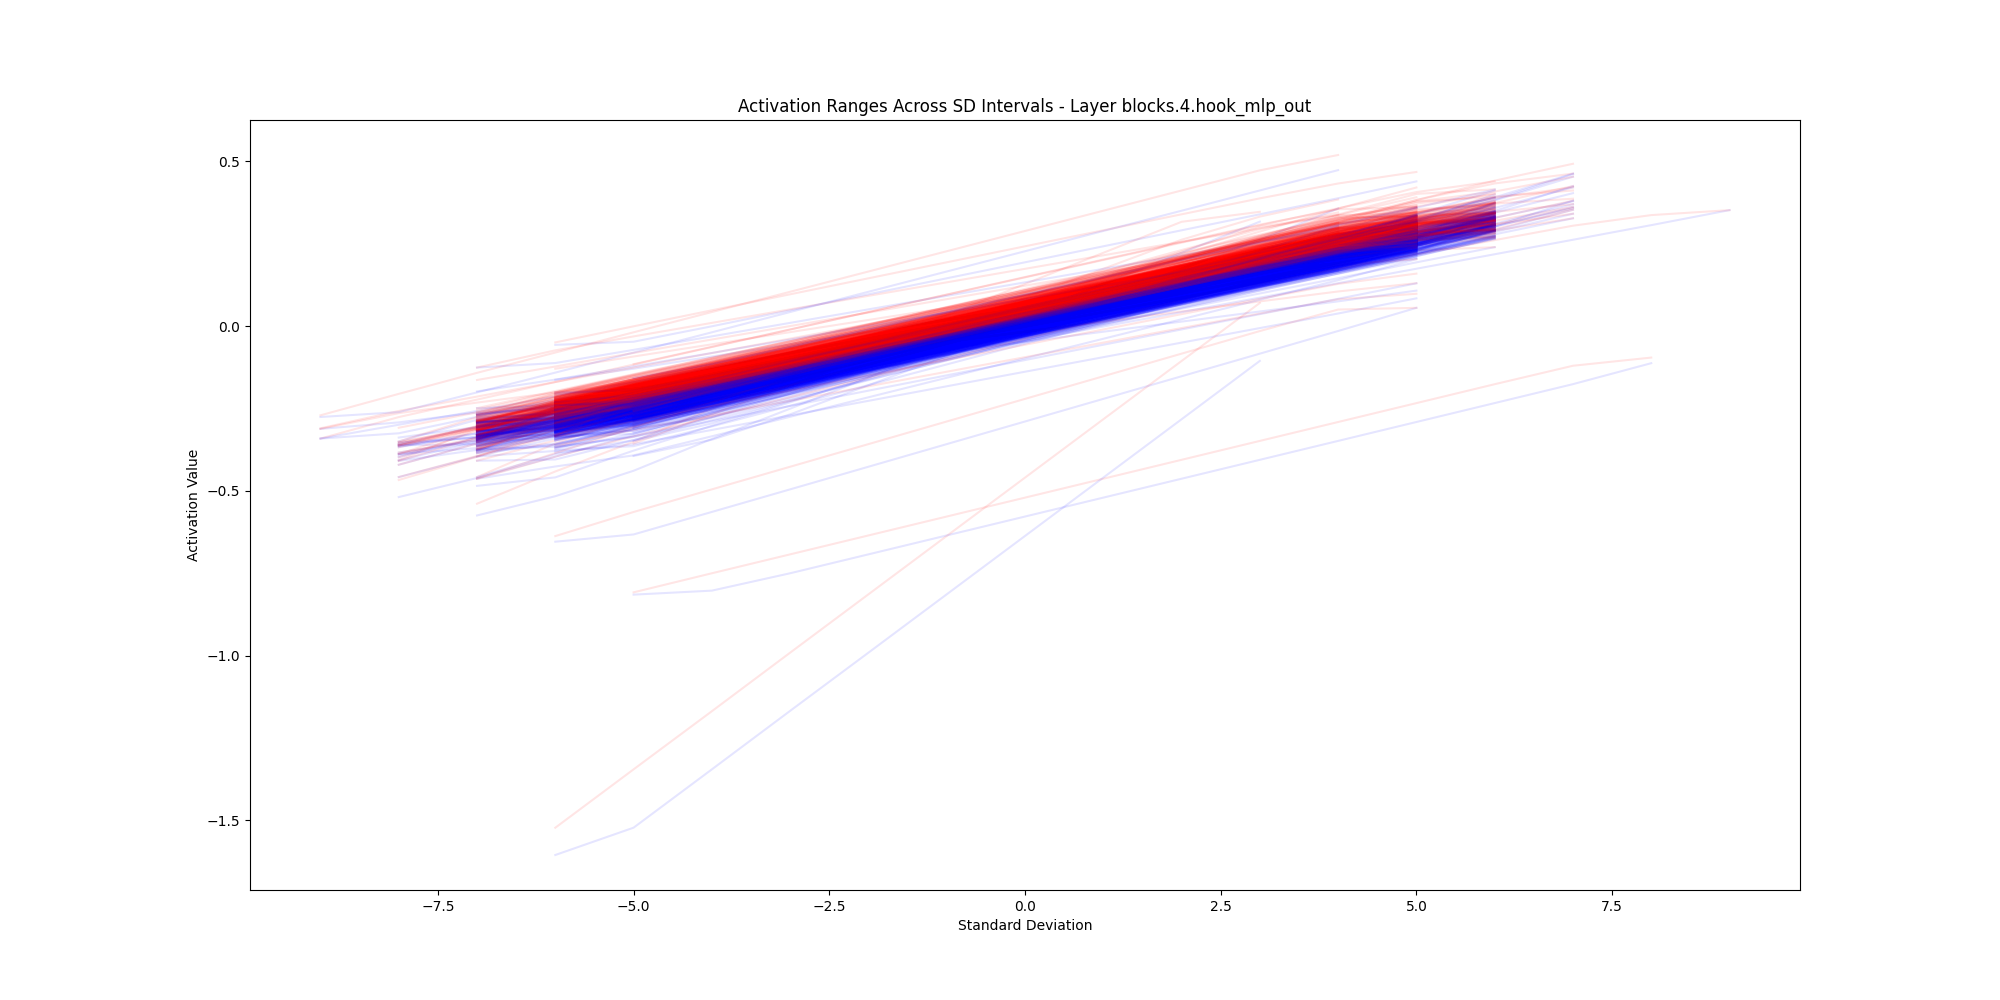 Activation Ranges Across SD Intervals - Layer blocks.4.hook_mlp_out
0.5
0.0
−0.5
−1.0
−1.5
Activation Value
−7.5 −5.0 −2.5 0.0 2.5 5.0 7.5
Standard Deviation